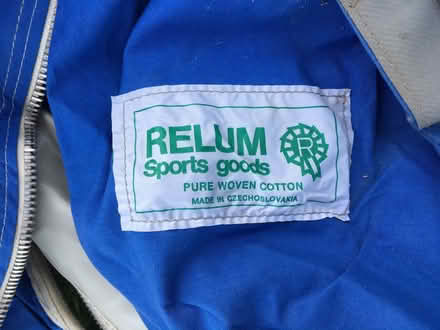 RELUM
Sports goods
R
PURE WOVEN COTTON
MADE IN CZECHOSLOVAKIA